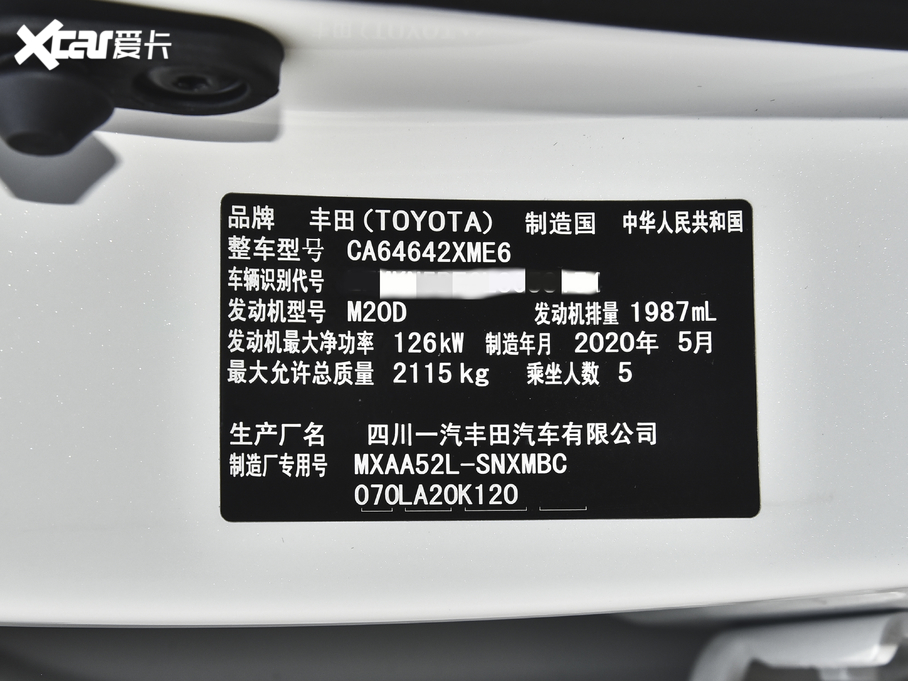 Xcar爱卡
品牌 丰田(TOYOTA) 制造国 中华人民共和国
整车型号 CA64642XME6
车辆识别代号
发动机型号 M20D 发动机排量 1987mL
发动机最大净功率 126kW 制造年月 2020年 5月
最大允许总质量 2115kg 乘坐人数 5
生产厂名 四川一汽丰田汽车有限公司
制造厂专用号 MXAA52L-SNXMBC
070LA20K120